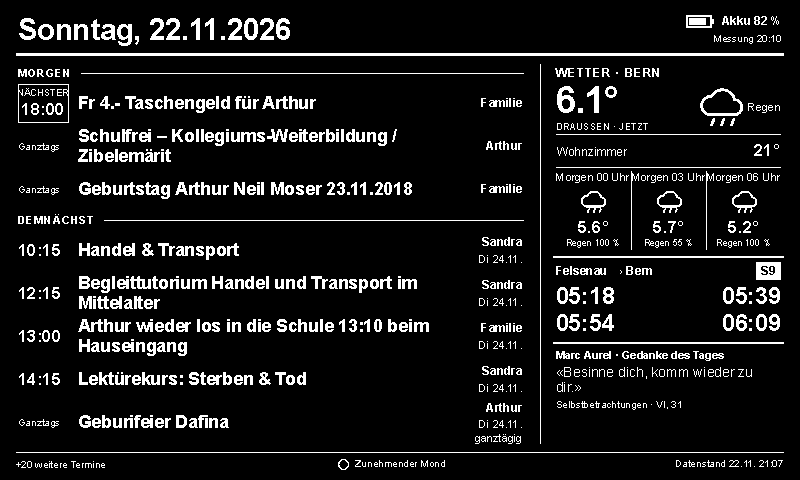 Sonntag, 22.11.2026
Akku 82 %
Messung 20:10
MORGEN
NÄCHSTER
18:00
Fr 4.- Taschengeld für Arthur
Familie
Ganztags
Schulfrei – Kollegiums-Weiterbildung /
Zibelemärit
Arthur
Ganztags
Geburtstag Arthur Neil Moser 23.11.2018
Familie
DEMNÄCHST
10:15
Handel & Transport
Sandra
Di 24.11.
12:15
Begleittutorium Handel und Transport im
Mittelalter
Sandra
Di 24.11.
13:00
Arthur wieder los in die Schule 13:10 beim
Hauseingang
Familie
Di 24.11.
14:15
Lektürekurs: Sterben & Tod
Sandra
Di 24.11.
Ganztags
Geburifeier Dafina
Arthur
Di 24.11.
ganztägig
WETTER · BERN
6.1°
Regen
DRAUSSEN · JETZT
Wohnzimmer 21°
Morgen 00 Uhr Morgen 03 Uhr Morgen 06 Uhr
5.6° 5.7° 5.2°
Regen 100 % Regen 55 % Regen 100 %
Felsenau › Bern S9
05:18 05:39
05:54 06:09
Marc Aurel · Gedanke des Tages
«Besinne dich, komm wieder zu
dir.»
Selbstbetrachtungen · VI, 31
+20 weitere Termine
Zunehmender Mond
Datenstand 22.11. 21:07